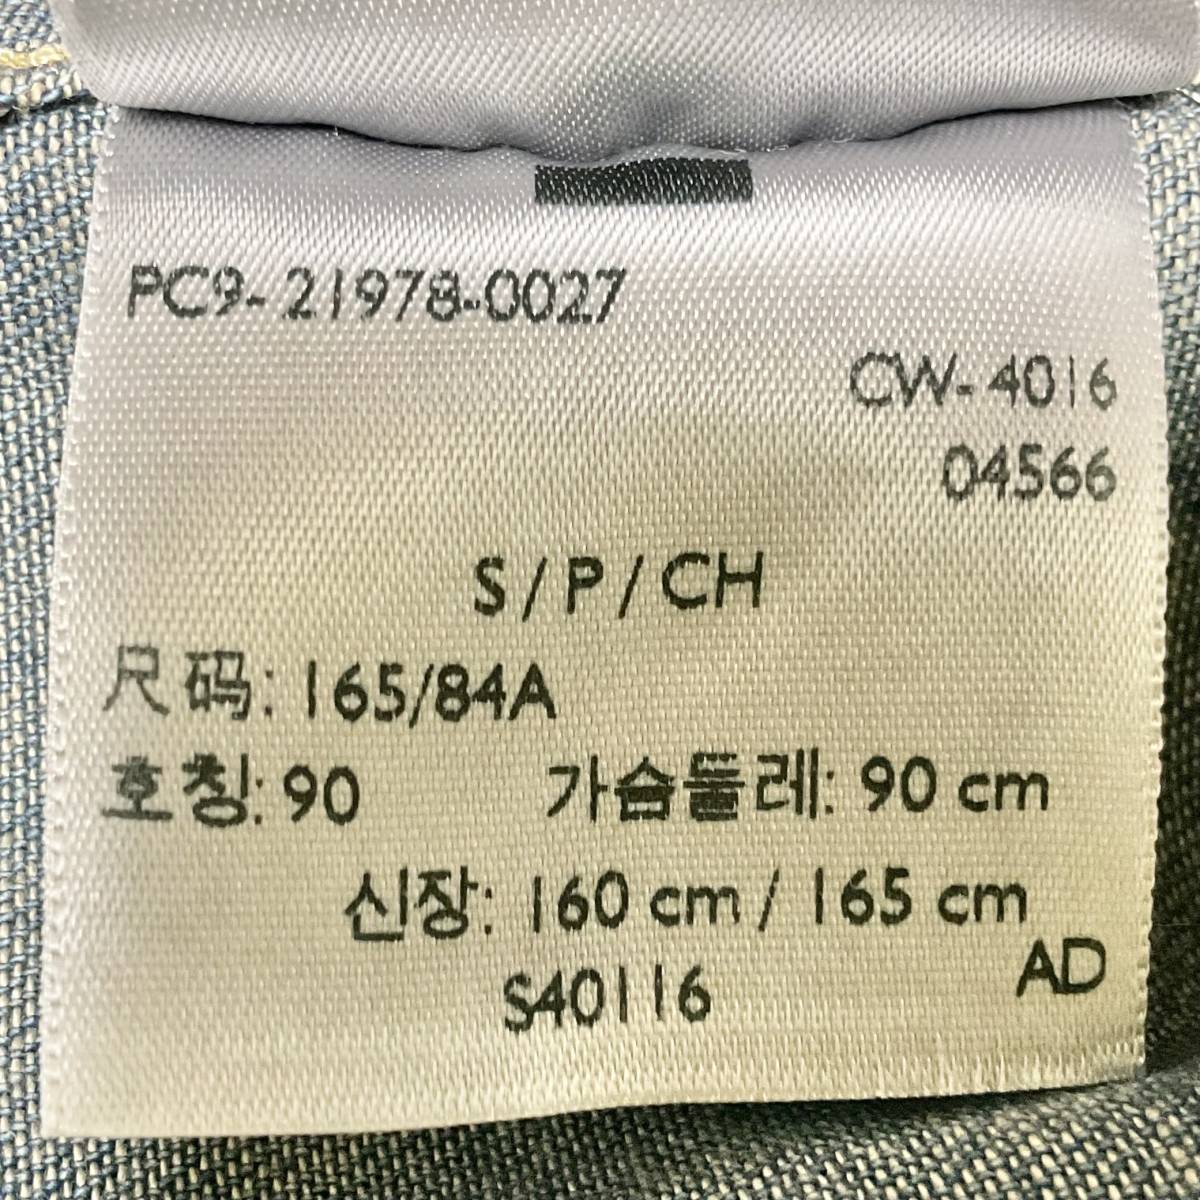 PC9-21978-0027
CW-4016
04566
S/P/CH
尺码: 165/84A
호칭: 90 가슴둘레: 90 cm
신장: 160 cm / 165 cm
S40116 AD